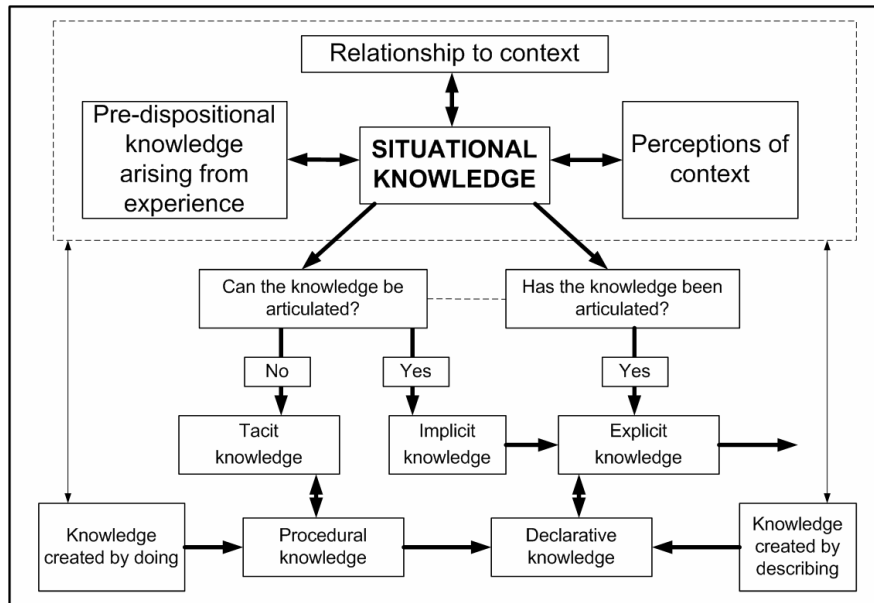 Relationship to context
Pre-dispositional
knowledge
arising from
experience
SITUATIONAL
KNOWLEDGE
Perceptions of
context
Can the knowledge be
articulated?
Has the knowledge been
articulated?
No
Yes
Yes
Tacit
knowledge
Implicit
knowledge
Explicit
knowledge
Knowledge
created by doing
Procedural
knowledge
Declarative
knowledge
Knowledge
created by
describing